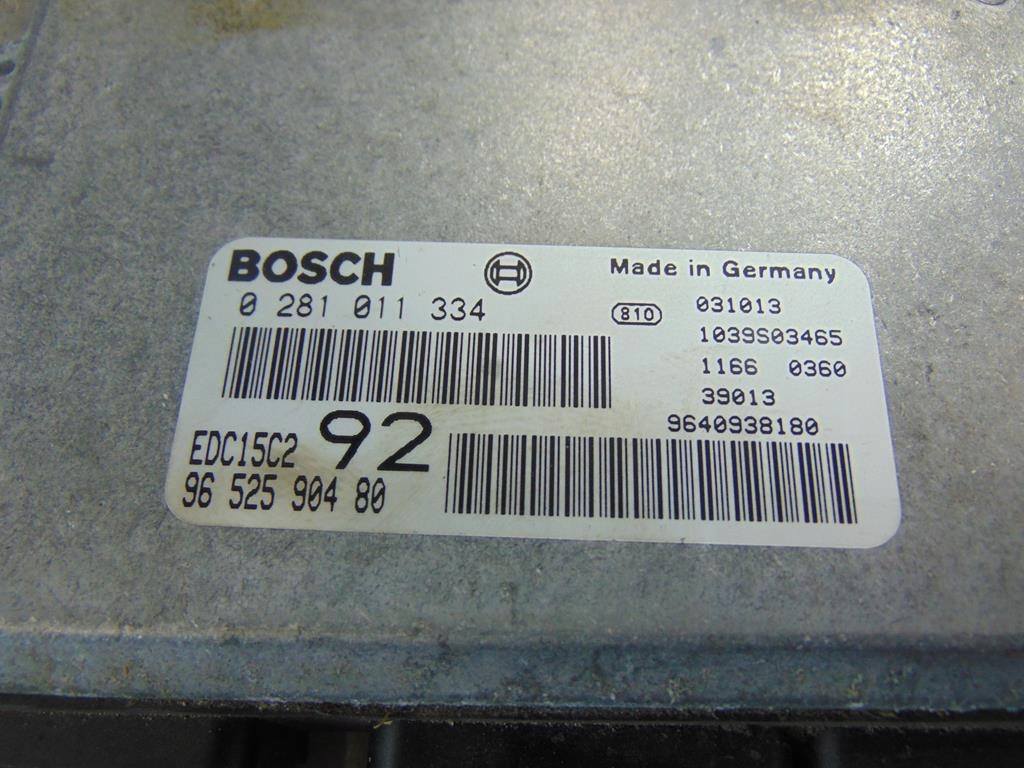 BOSCH
Made in Germany
0 281 011 334
810
031013
1039S03465
1166 0360
39013
9640938180
EDC15C2 92
96 525 904 80